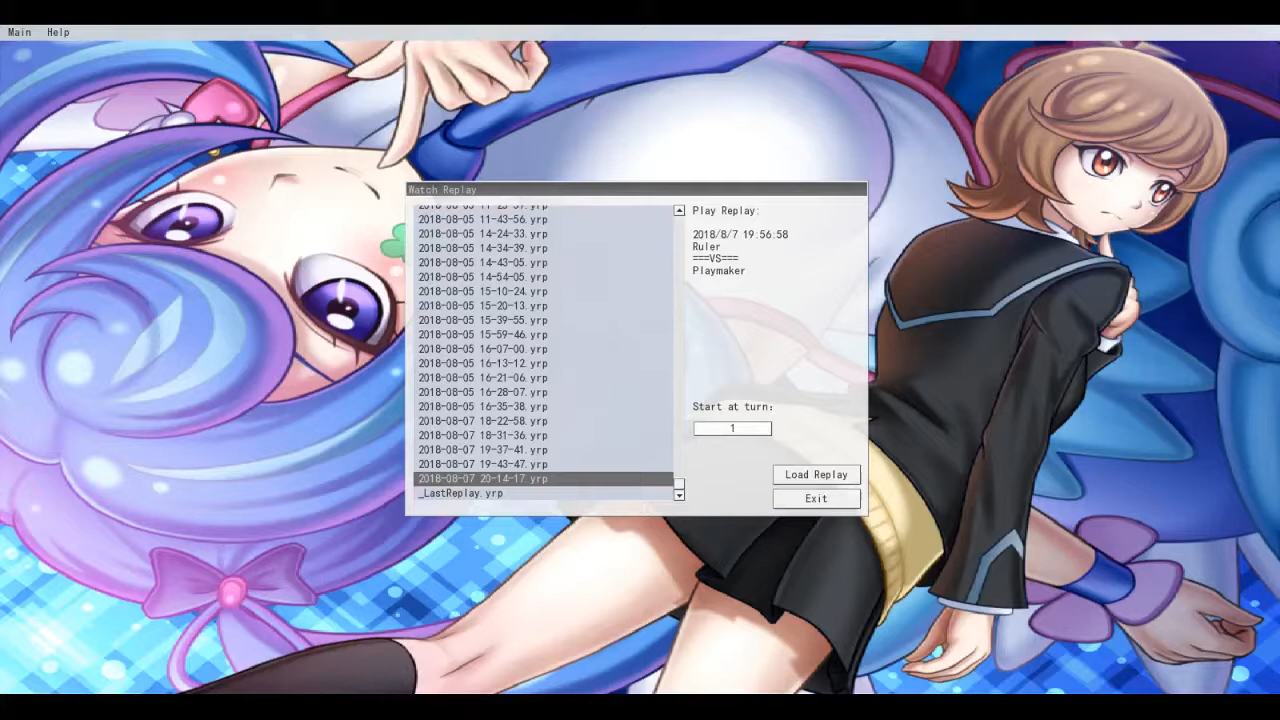 Main Help
Watch Replay
2018-08-05 11-43-56.yrp
2018-08-05 14-24-33.yrp
2018-08-05 14-34-39.yrp
2018-08-05 14-43-05.yrp
2018-08-05 14-54-05.yrp
2018-08-05 15-10-24.yrp
2018-08-05 15-20-13.yrp
2018-08-05 15-39-55.yrp
2018-08-05 15-59-46.yrp
2018-08-05 16-07-00.yrp
2018-08-05 16-13-12.yrp
2018-08-05 16-21-06.yrp
2018-08-05 16-28-07.yrp
2018-08-05 16-35-38.yrp
2018-08-07 18-22-58.yrp
2018-08-07 18-31-36.yrp
2018-08-07 19-37-41.yrp
2018-08-07 19-43-47.yrp
2018-08-07 20-14-17.yrp
_LastReplay.yrp
Play Replay:
2018/8/7 19:56:58
Ruler
===VS===
Playmaker
Start at turn:
1
Load Replay
Exit